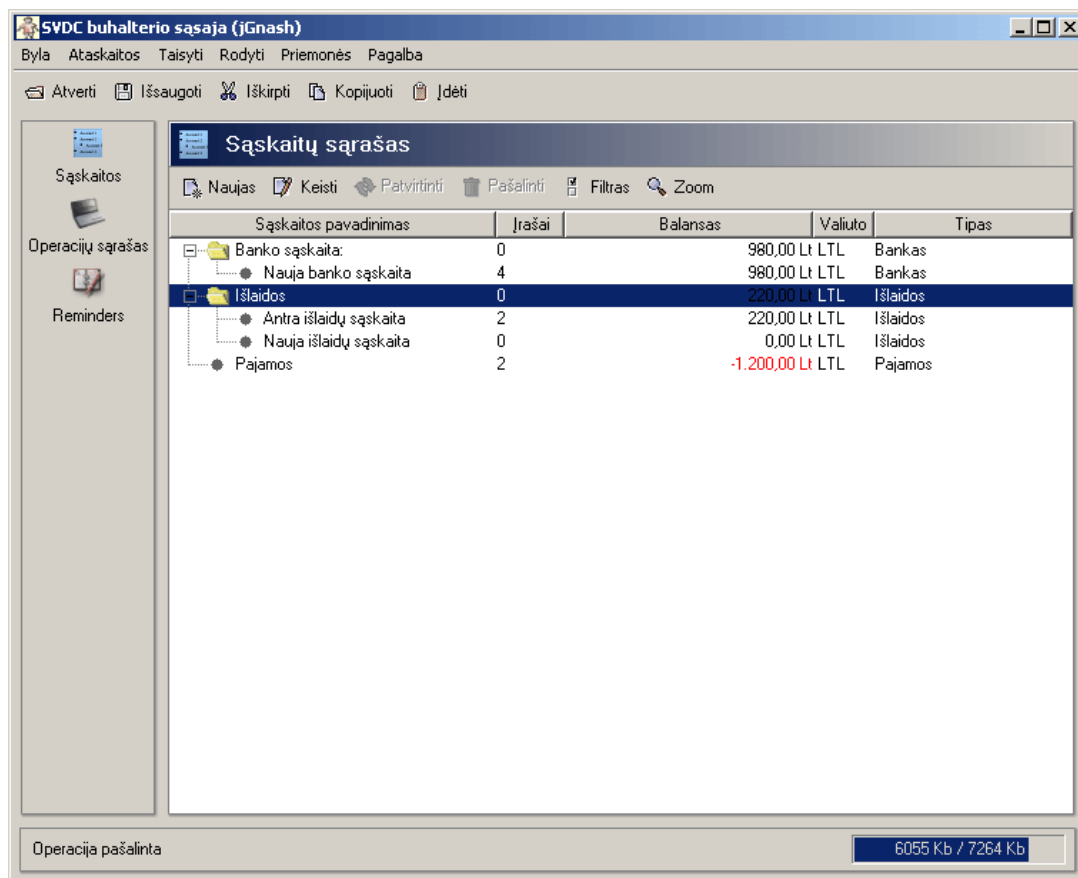 SVDC buhalterio sąsaja (jGnash)
Byla Ataskaitos Taisyti Rodyti Priemonės Pagalba
Atverti Išsaugoti Iškirpti Kopijuoti Įdėti
Sąskaitos
Operacijų sąrašas
Reminders
Sąskaitų sąrašas
Naujas Keisti Patvirtinti Pašalinti Filtras Zoom
Sąskaitos pavadinimas Įrašai Balansas Valiuto Tipas
Banko sąskaita: 0 980,00 Lt LTL Bankas
Nauja banko sąskaita 4 980,00 Lt LTL Bankas
Išlaidos 0 220,00 Lt LTL Išlaidos
Antra išlaidų sąskaita 2 220,00 Lt LTL Išlaidos
Nauja išlaidų sąskaita 0 0,00 Lt LTL Išlaidos
Pajamos 2 -1.200,00 Lt LTL Pajamos
Operacija pašalinta
6055 Kb / 7264 Kb